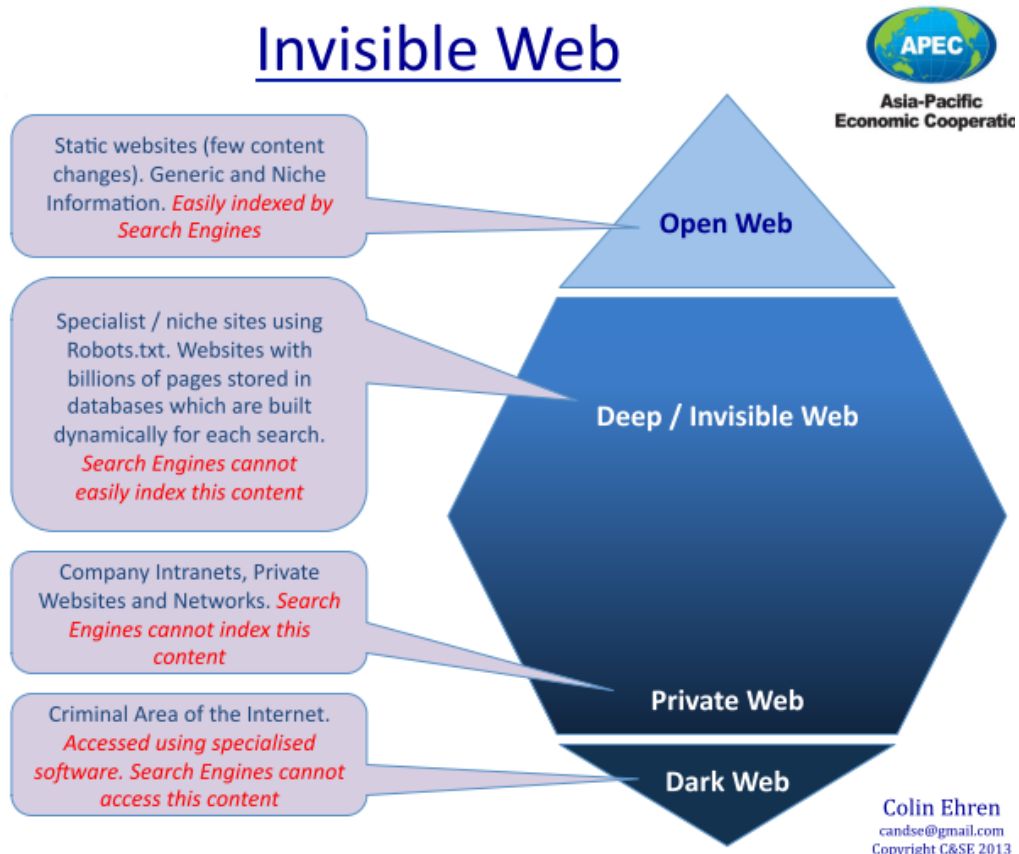 Invisible Web
APEC
Asia-Pacific
Economic Cooperatio
Static websites (few content
changes). Generic and Niche
Information. Easily indexed by
Search Engines
Open Web
Specialist / niche sites using
Robots.txt. Websites with
billions of pages stored in
databases which are built
dynamically for each search.
Search Engines cannot
easily index this content
Deep / Invisible Web
Company Intranets, Private
Websites and Networks. Search
Engines cannot index this
content
Private Web
Criminal Area of the Internet.
Accessed using specialised
software. Search Engines cannot
access this content
Dark Web
Colin Ehren
candse@gmail.com
Copyright C&SE 2013